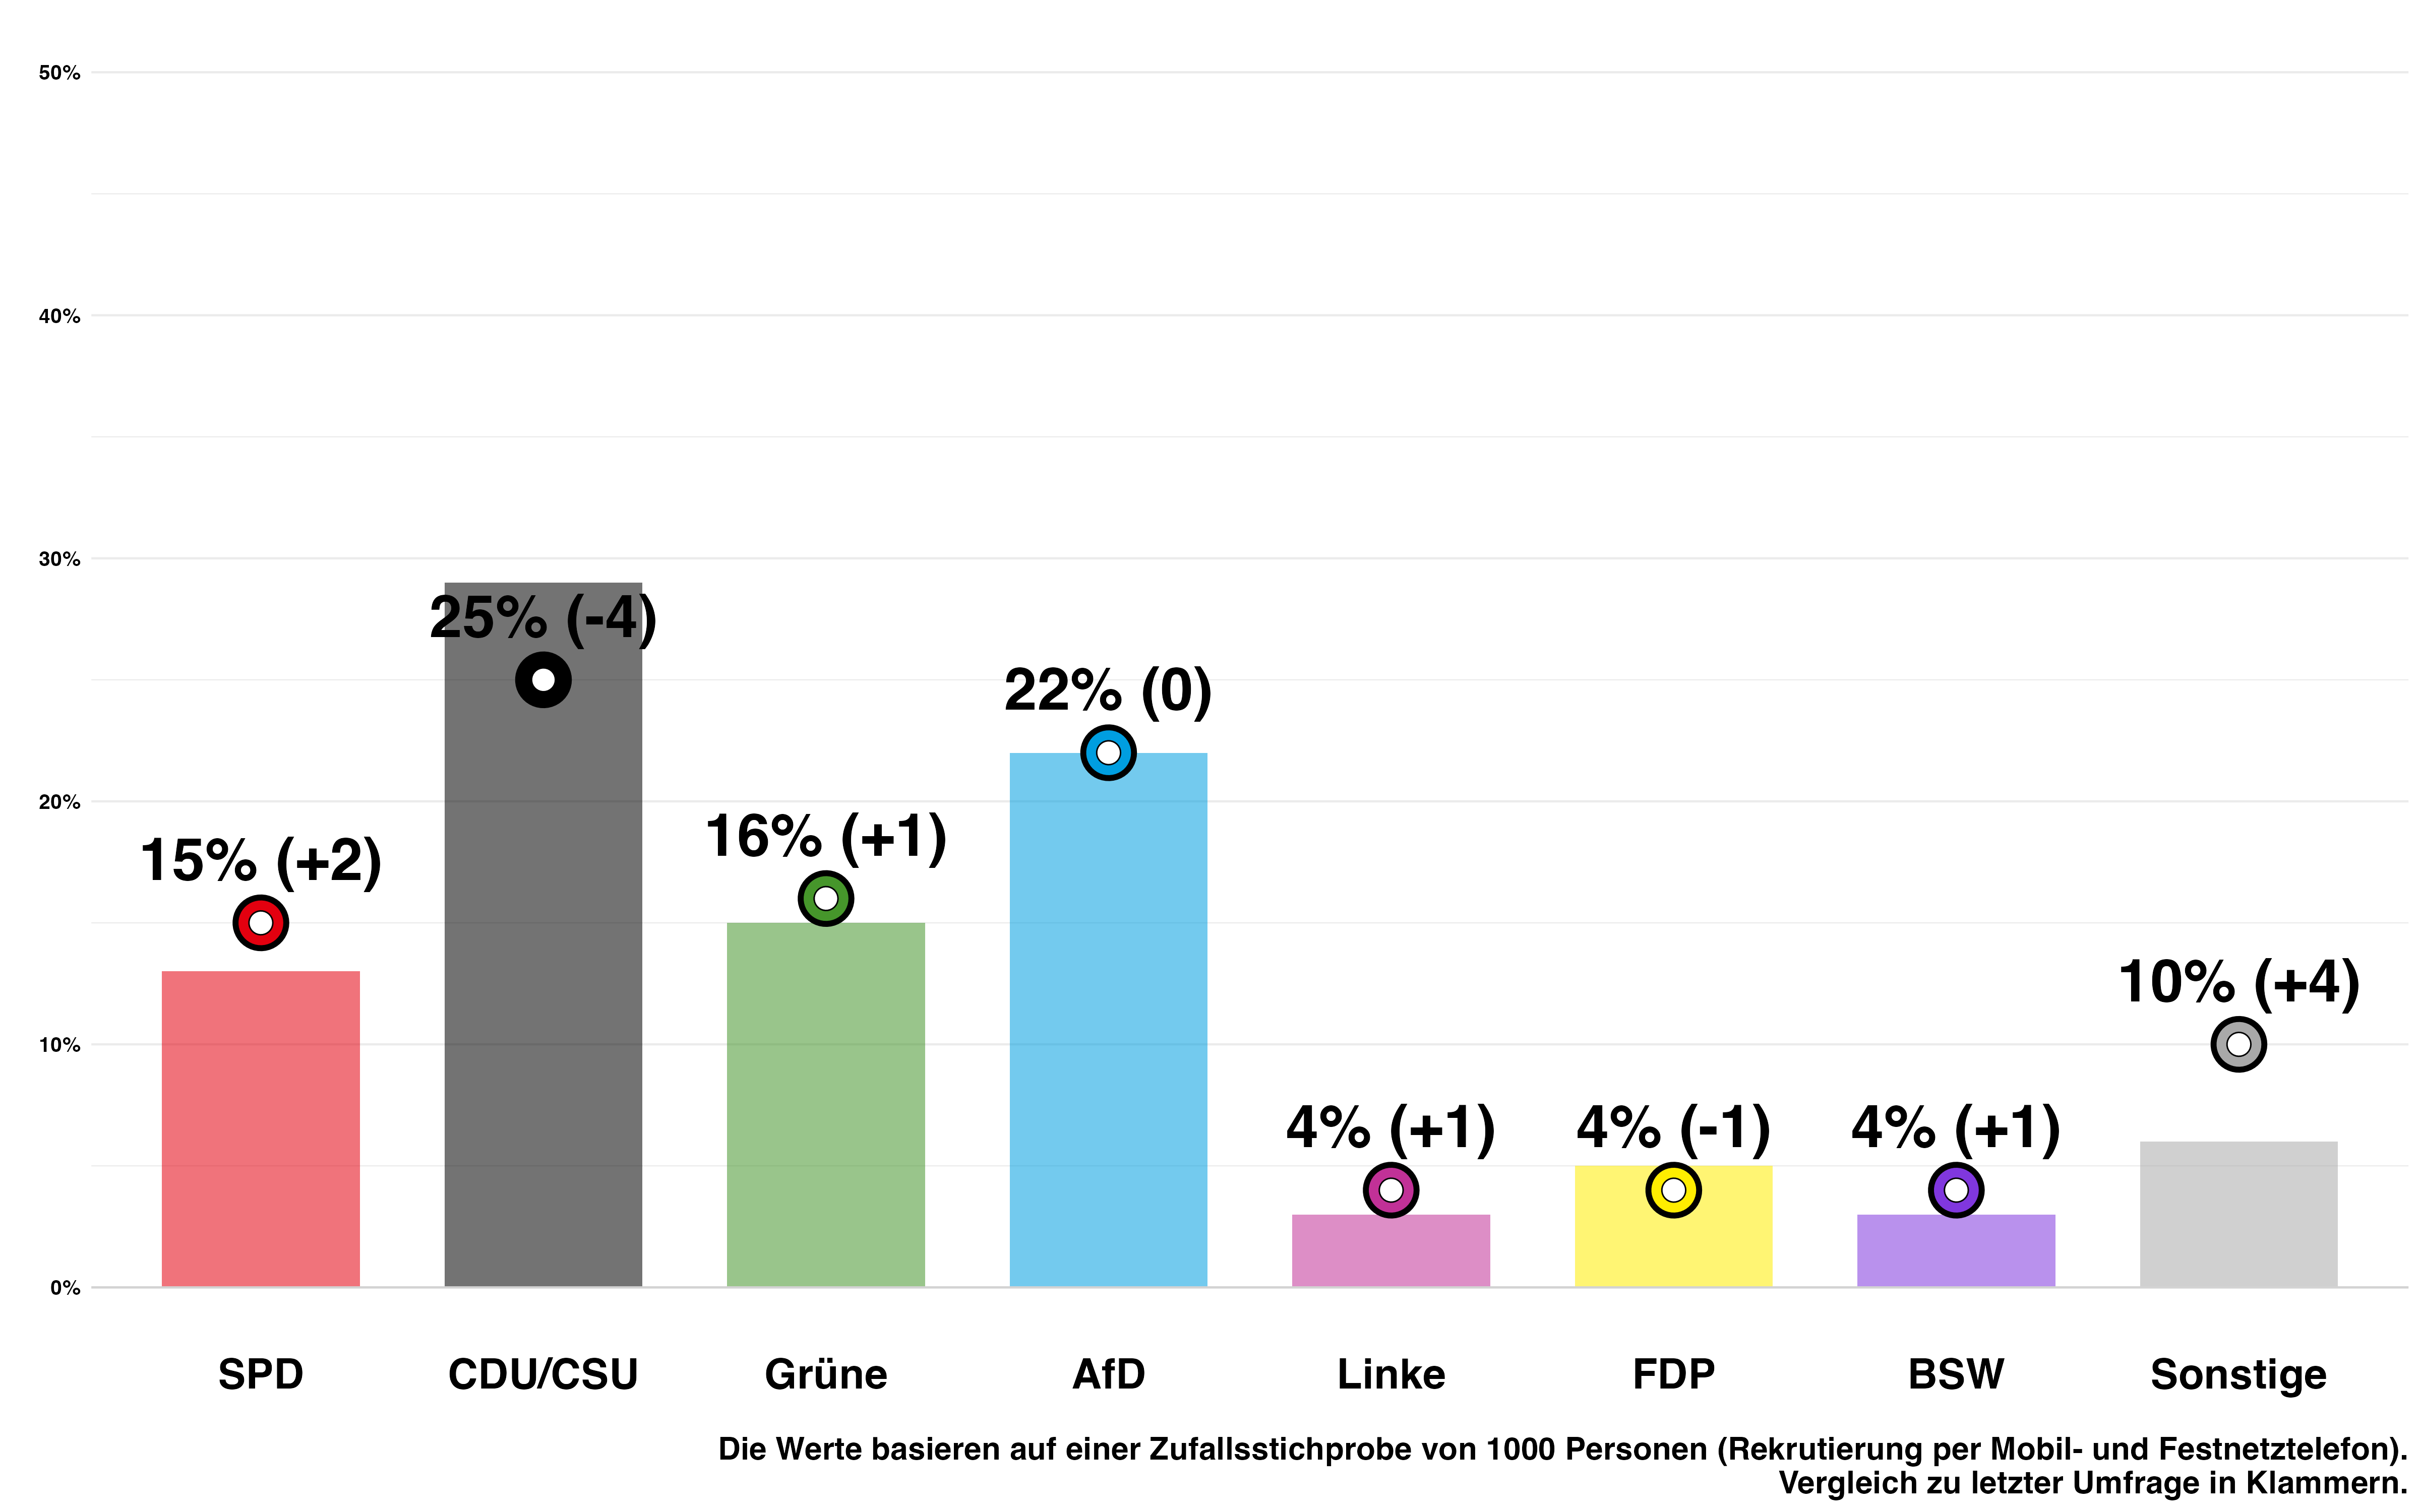 50%
40%
30%
20%
10%
0%
15% (+2)
25% (-4)
16% (+1)
22% (0)
4% (+1)
4% (-1)
4% (+1)
10% (+4)
SPD
CDU/CSU
Grüne
AfD
Linke
FDP
BSW
Sonstige
Die Werte basieren auf einer Zufallsstichprobe von 1000 Personen (Rekrutierung per Mobil- und Festnetztelefon).
Vergleich zu letzter Umfrage in Klammern.